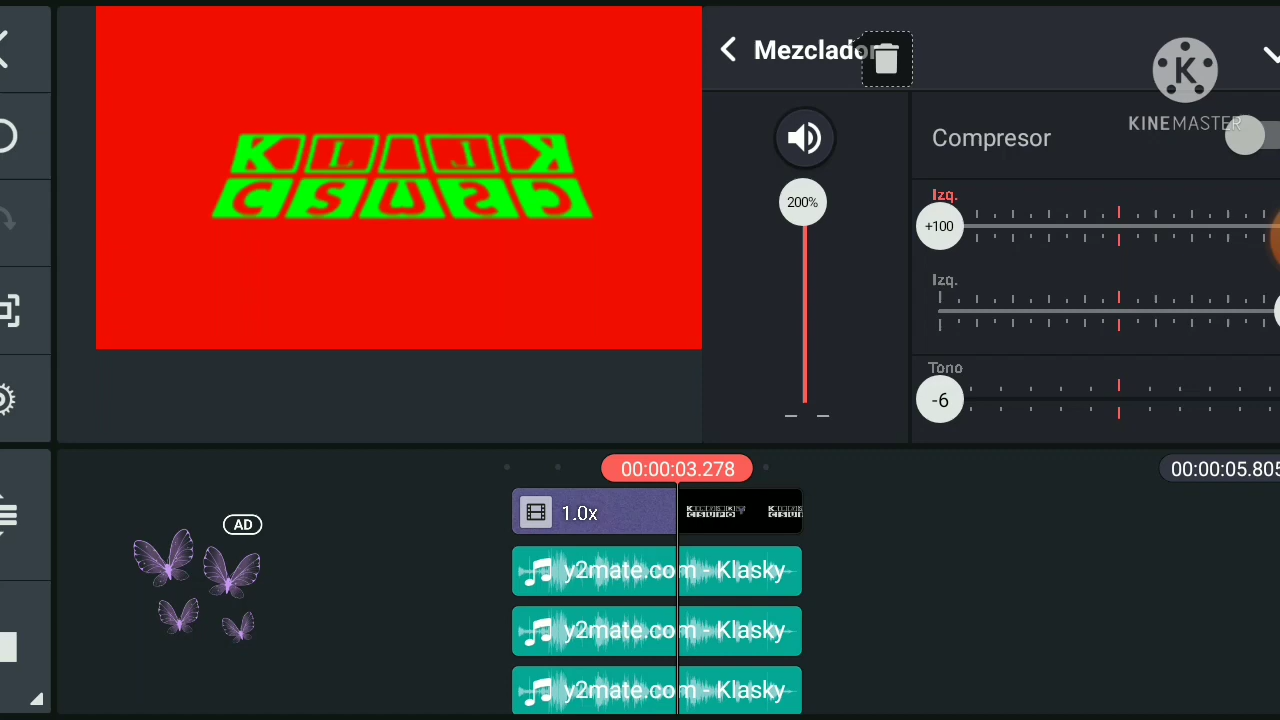 Mezclador
K
KINEMASTER
200%
Compresor
Izq.
+100
Izq.
Tono
-6
00:00:03.278
00:00:05.805
AD
1.0x
y2mate.com - Klasky
y2mate.com - Klasky
y2mate.com - Klasky